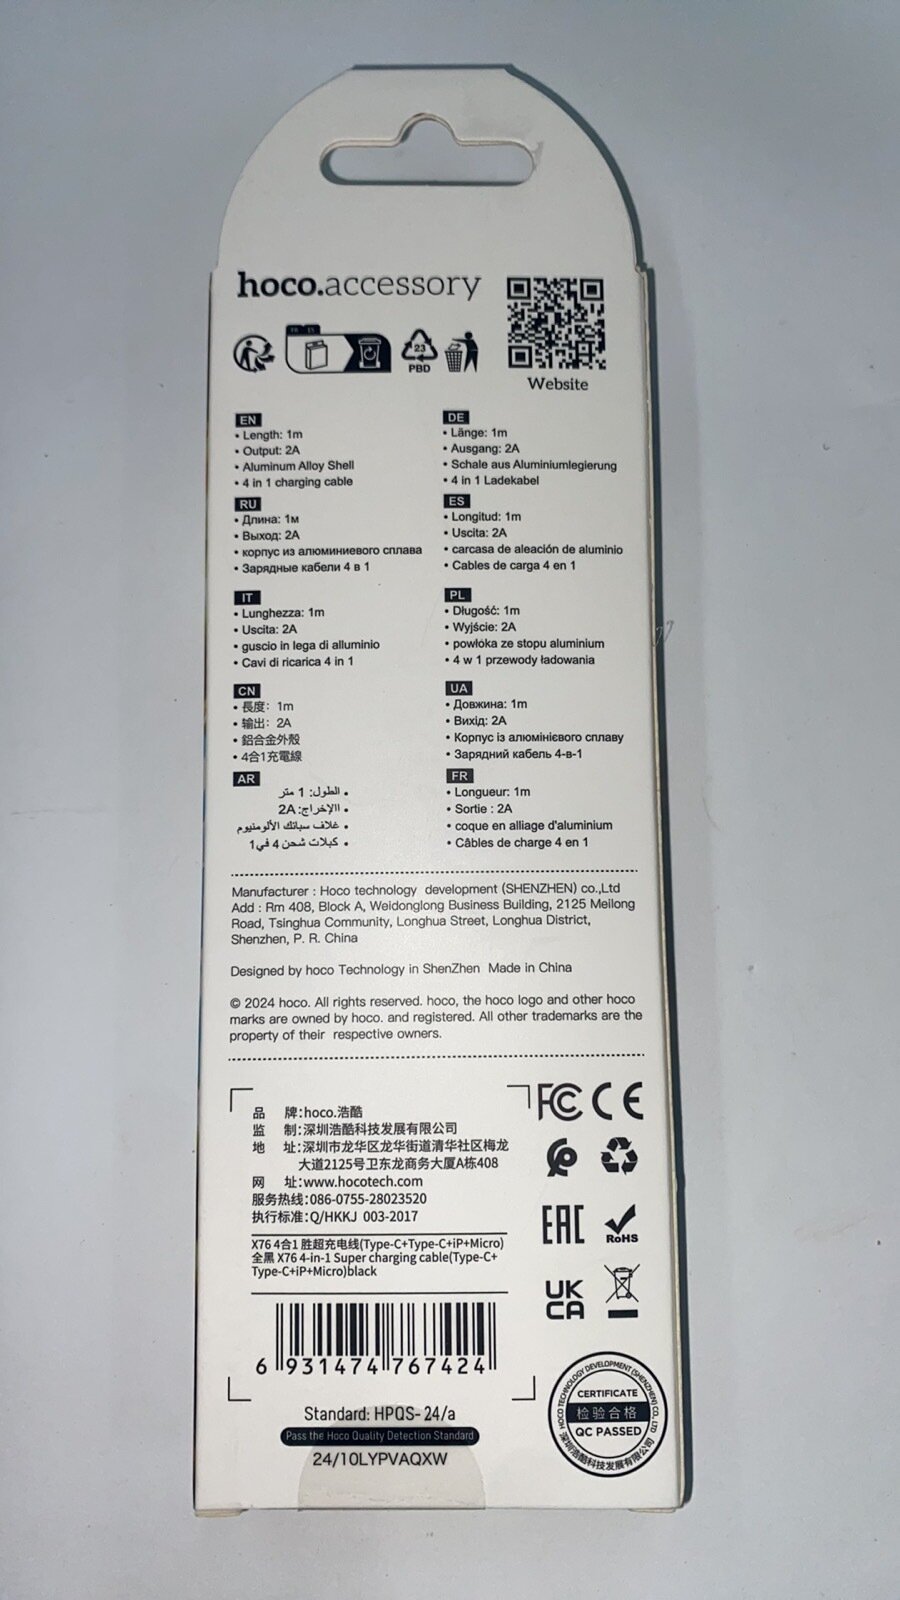 hoco.accessory
FR ES
23
PBD
Website
EN
• Length: 1m
• Output: 2A
• Aluminum Alloy Shell
• 4 in 1 charging cable
DE
• Länge: 1m
• Ausgang: 2A
• Schale aus Aluminiumlegierung
• 4 in 1 Ladekabel
RU
• Длина: 1м
• Выход: 2A
• корпус из алюминиевого сплава
• Зарядные кабели 4 в 1
ES
• Longitud: 1m
• Uscita: 2A
• carcasa de aleación de aluminio
• Cables de carga 4 en 1
IT
• Lunghezza: 1m
• Uscita: 2A
• guscio in lega di alluminio
• Cavi di ricarica 4 in 1
PL
• Długość: 1m
• Wyjście: 2A
• powłoka ze stopu aluminium
• 4 w 1 przewody ładowania
CN
• 長度: 1m
• 输出: 2A
• 鋁合金外殼
• 4合1充電線
UA
• Довжина: 1m
• Вихід: 2A
• Корпус із алюмінієвого сплаву
• Зарядний кабель 4-в-1
AR
• الطول: 1 متر
• االإخراج: 2A
• غلاف سبائك الألومنيوم
• كبلات شحن 4 في1
FR
• Longueur: 1m
• Sortie : 2A
• coque en alliage d'aluminium
• Câbles de charge 4 en 1
Manufacturer : Hoco technology development (SHENZHEN) co.,Ltd
Add : Rm 408, Block A, Weidonglong Business Building, 2125 Meilong
Road, Tsinghua Community, Longhua Street, Longhua District,
Shenzhen, P. R. China
Designed by hoco Technology in ShenZhen Made in China
© 2024 hoco. All rights reserved. hoco, the hoco logo and other hoco
marks are owned by hoco. and registered. All other trademarks are the
property of their respective owners.
品 牌:hoco.浩酷
监 制:深圳浩酷科技发展有限公司
地 址:深圳市龙华区龙华街道清华社区梅龙
大道2125号卫东龙商务大厦A栋408
网 址:www.hocotech.com
服务热线:086-0755-28023520
执行标准:Q/HKKJ 003-2017
X76 4合1 胜超充电线(Type-C+Type-C+iP+Micro)
全黑 X76 4-in-1 Super charging cable(Type-C+
Type-C+iP+Micro)black
6 931474 767424
Standard: HPQS- 24/a
Pass the Hoco Quality Detection Standard
24/10LYPVAQXW
FC CE
EAC
RoHS
UK
CA
HOCO TECHNOLOGY DEVELOPMENT (SHENZHEN) CO., LTD
CERTIFICATE
检验合格
QC PASSED
深圳浩酷科技发展有限公司